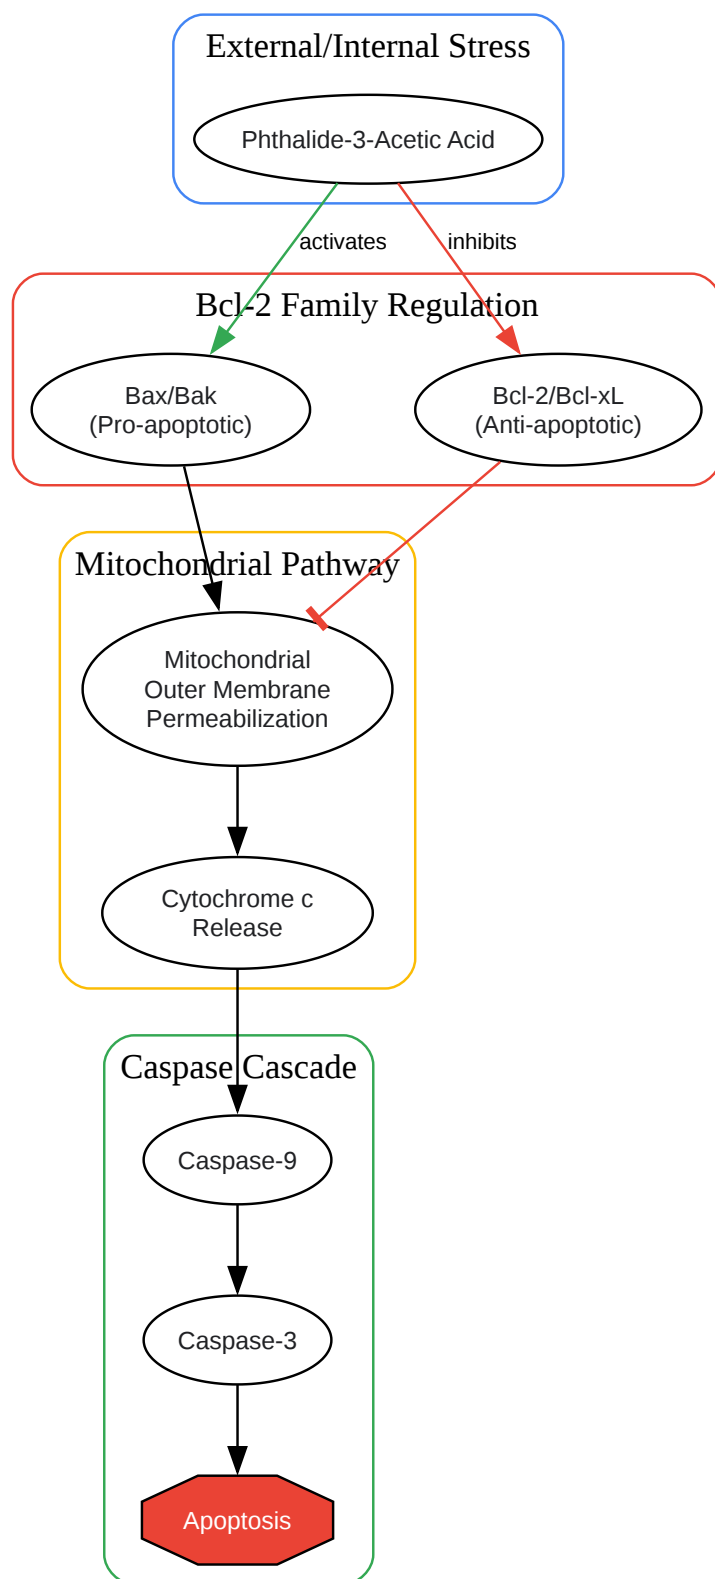 External/Internal Stress
Phthalide-3-Acetic Acid
activates
inhibits
Bcl-2 Family Regulation
Bax/Bak
(Pro-apoptotic)
Bcl-2/Bcl-xL
(Anti-apoptotic)
Mitochondrial Pathway
Mitochondrial
Outer Membrane
Permeabilization
Cytochrome c
Release
Caspase Cascade
Caspase-9
Caspase-3
Apoptosis